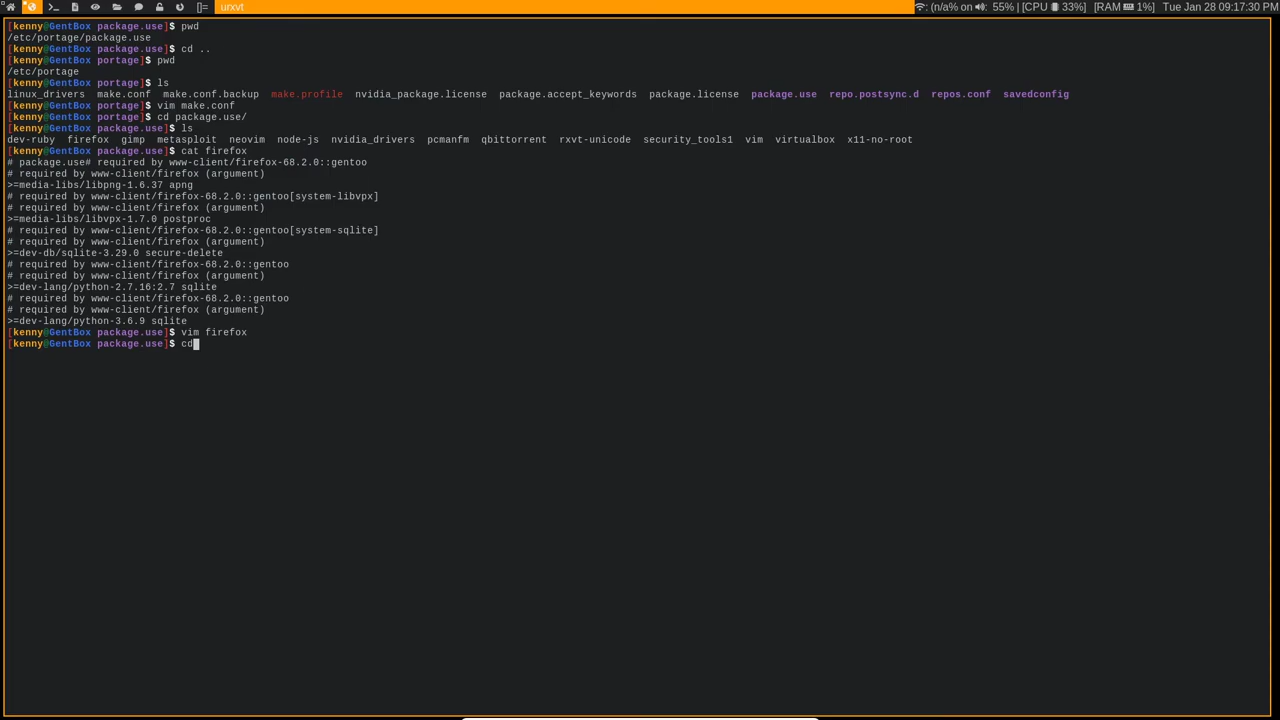 []= urxvt : (n/a% on : 55% | [CPU 33%] [RAM 1%] Tue Jan 28 09:17:30 PM
[kenny@GentBox package.use]$ pwd
/etc/portage/package.use
[kenny@GentBox package.use]$ cd ..
[kenny@GentBox portage]$ pwd
/etc/portage
[kenny@GentBox portage]$ ls
linux_drivers make.conf make.conf.backup make.profile nvidia_package.license package.accept_keywords package.license package.use repo.postsync.d repos.conf savedconfig
[kenny@GentBox portage]$ vim make.conf
[kenny@GentBox portage]$ cd package.use/
[kenny@GentBox package.use]$ ls
dev-ruby firefox gimp metasploit neovim node-js nvidia_drivers pcmanfm qbittorrent rxvt-unicode security_tools1 vim virtualbox x11-no-root
[kenny@GentBox package.use]$ cat firefox
# package.use# required by www-client/firefox-68.2.0::gentoo
# required by www-client/firefox (argument)
>=media-libs/libpng-1.6.37 apng
# required by www-client/firefox-68.2.0::gentoo[system-libvpx]
# required by www-client/firefox (argument)
>=media-libs/libvpx-1.7.0 postproc
# required by www-client/firefox-68.2.0::gentoo[system-sqlite]
# required by www-client/firefox (argument)
>=dev-db/sqlite-3.29.0 secure-delete
# required by www-client/firefox-68.2.0::gentoo
# required by www-client/firefox (argument)
>=dev-lang/python-2.7.16:2.7 sqlite
# required by www-client/firefox-68.2.0::gentoo
# required by www-client/firefox (argument)
>=dev-lang/python-3.6.9 sqlite
[kenny@GentBox package.use]$ vim firefox
[kenny@GentBox package.use]$ cd